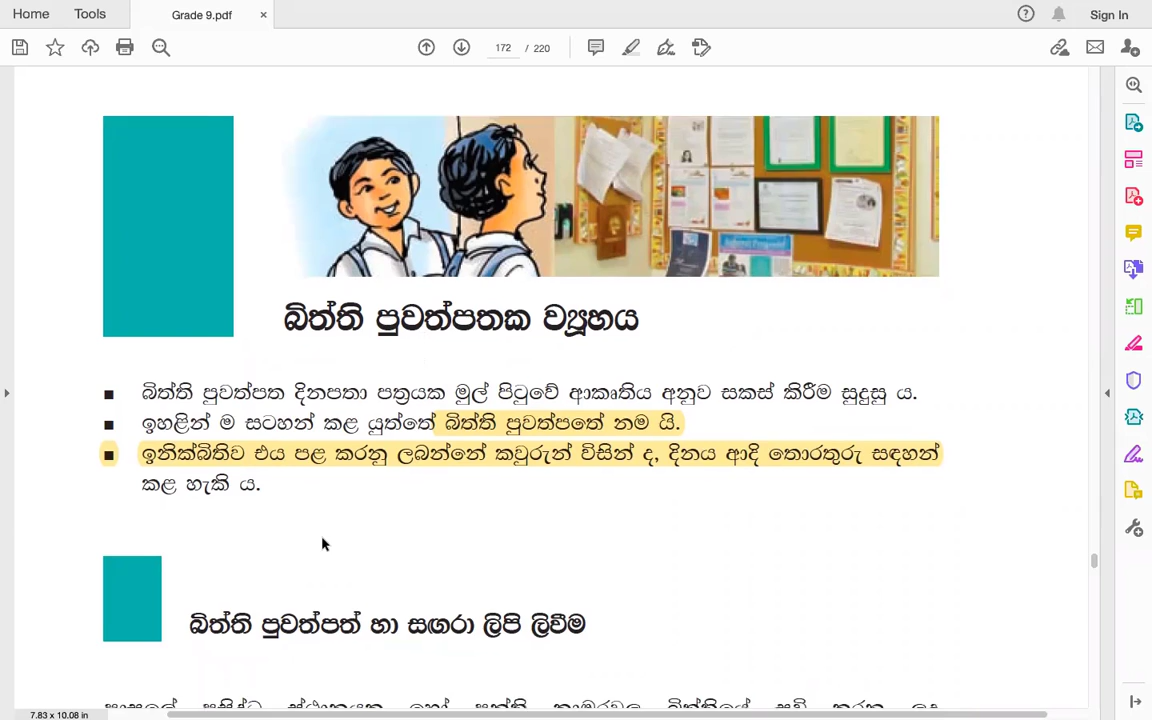 Home Tools Grade 9.pdf × Sign In
172 / 220
බිත්ති පුවත්පතක ව්‍යූහය
■ බිත්ති පුවත්පත දිනපතා පත්‍රයක මුල් පිටුවේ ආකෘතිය අනුව සකස් කිරීම සුදුසු ය.
■ ඉහළින් ම සටහන් කළ යුත්තේ බිත්ති පුවත්පතේ නම යි.
■ ඉනික්බිතිව එය පළ කරනු ලබන්නේ කවුරුන් විසින් ද, දිනය ආදි තොරතුරු සඳහන්
කළ හැකි ය.
බිත්ති පුවත්පත් හා සඟරා ලිපි ලිවීම
7.83 x 10.08 in